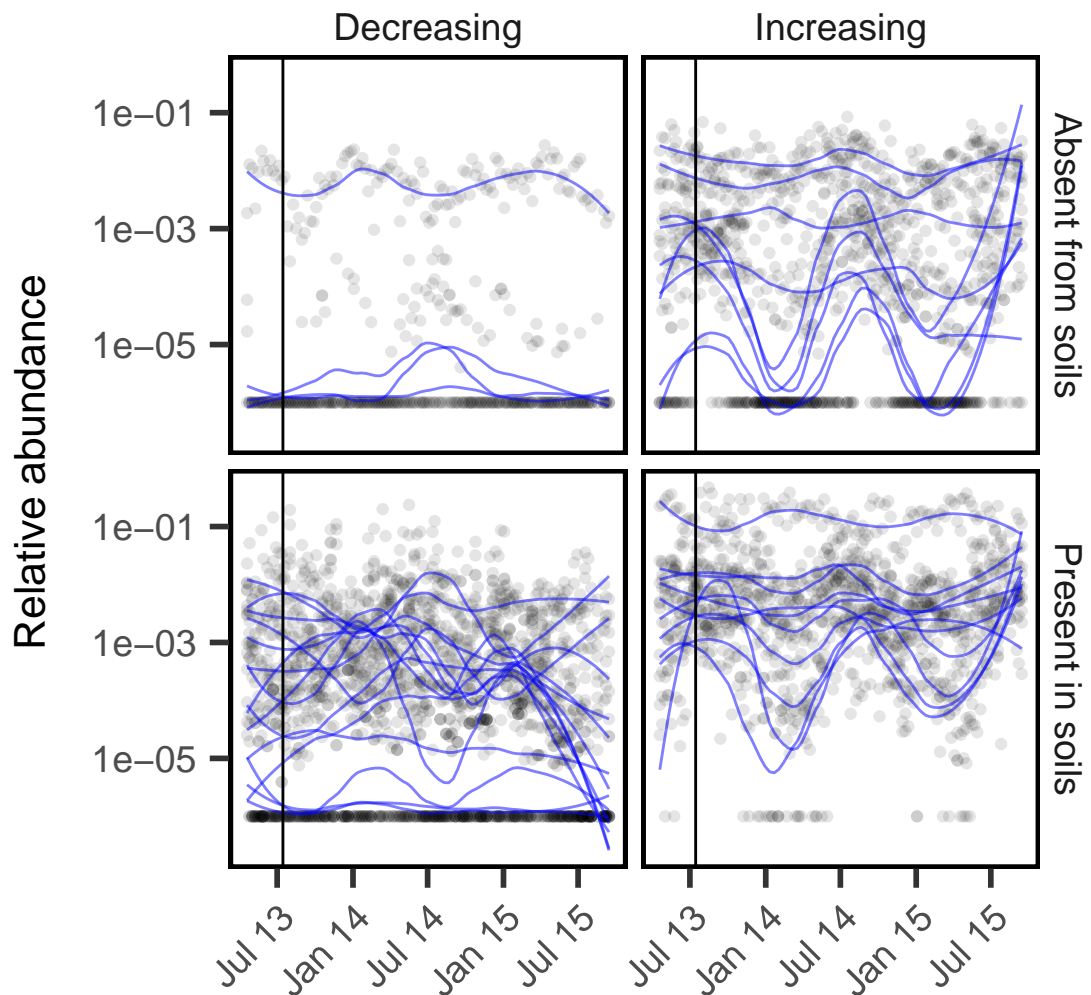 Decreasing
Increasing
Relative abundance
1e−01
1e−03
1e−05
Absent from soils
1e−01
1e−03
1e−05
Present in soils
Jul 13
Jan 14
Jul 14
Jan 15
Jul 15
Jul 13
Jan 14
Jul 14
Jan 15
Jul 15